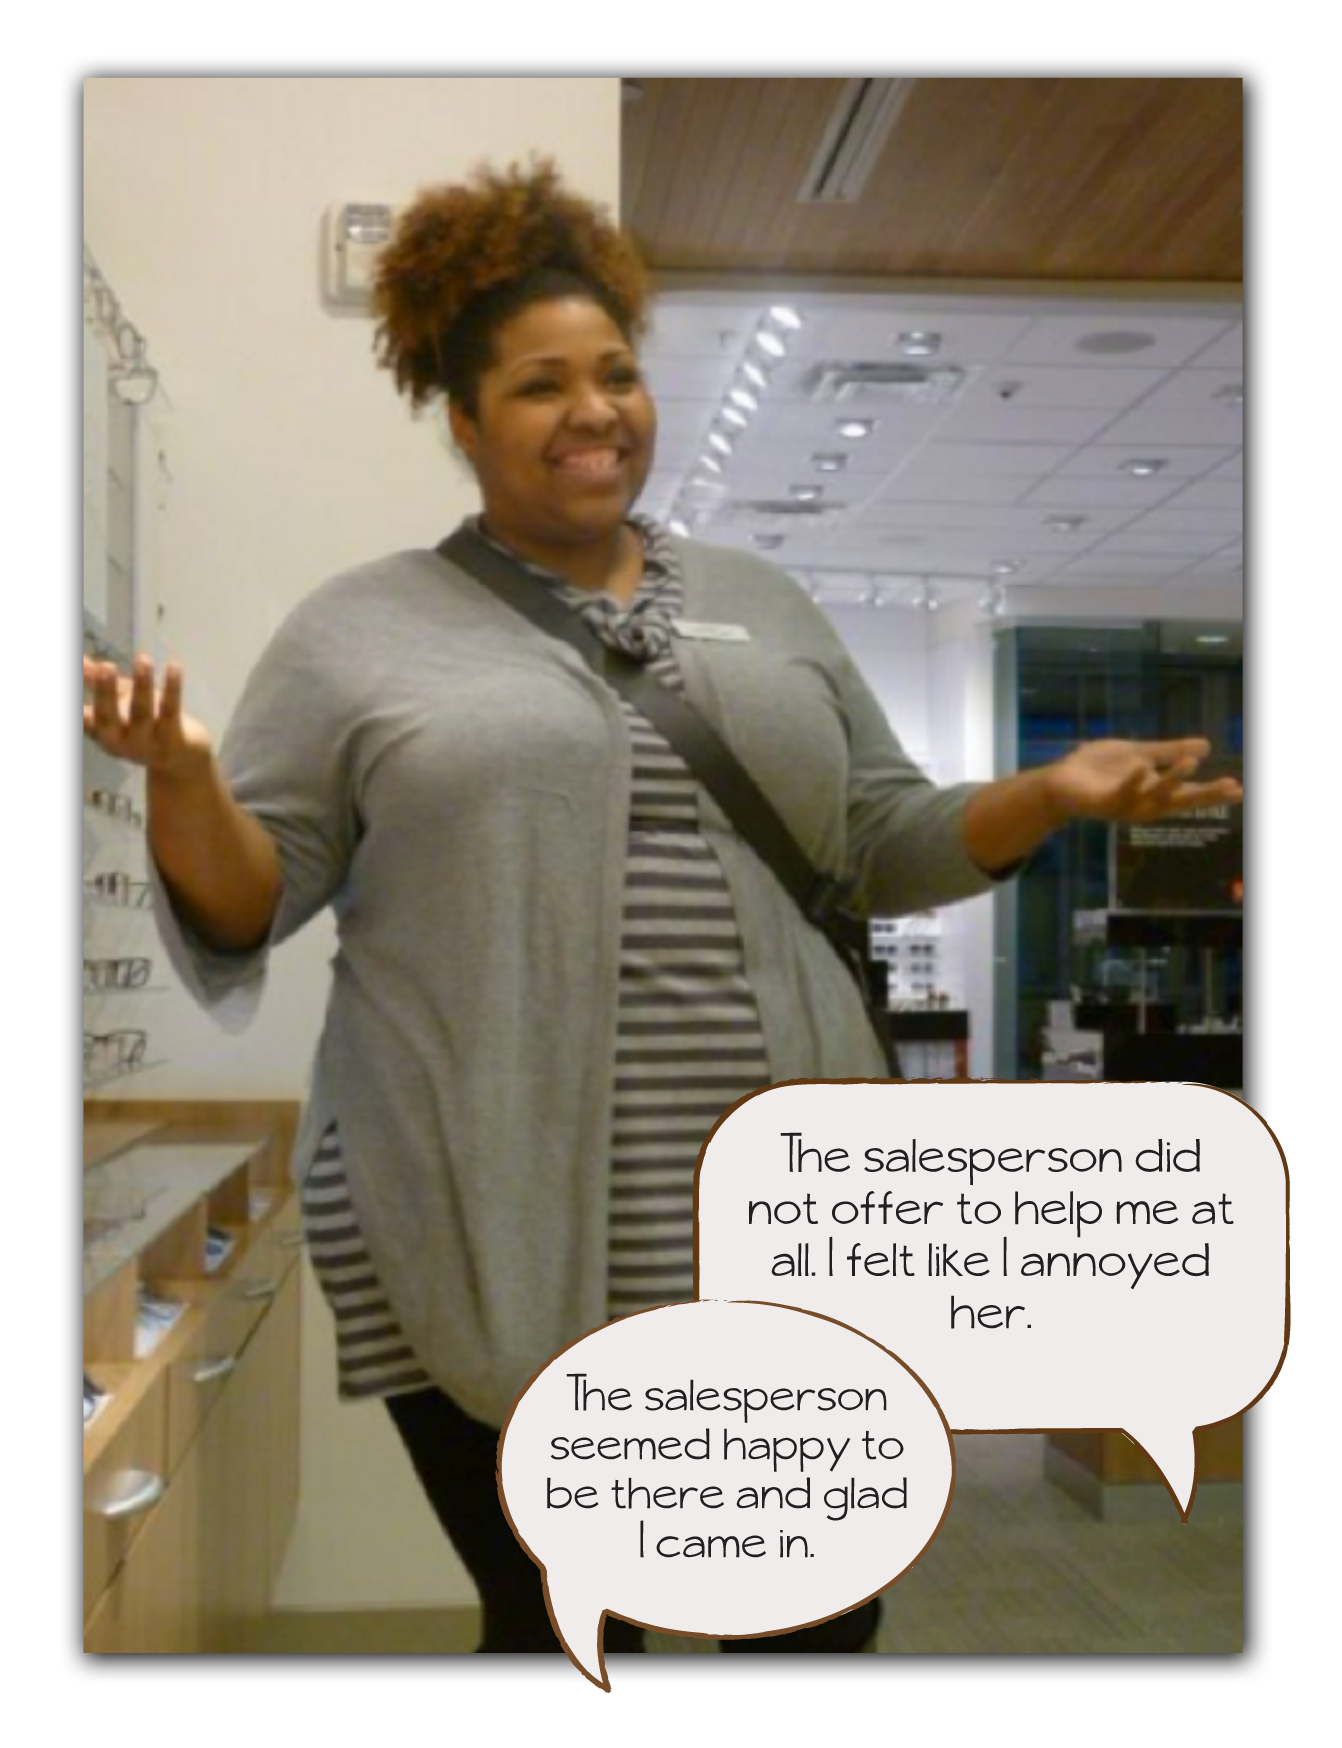 The salesperson did
not offer to help me at
all. I felt like I annoyed
her.
The salesperson
seemed happy to
be there and glad
I came in.